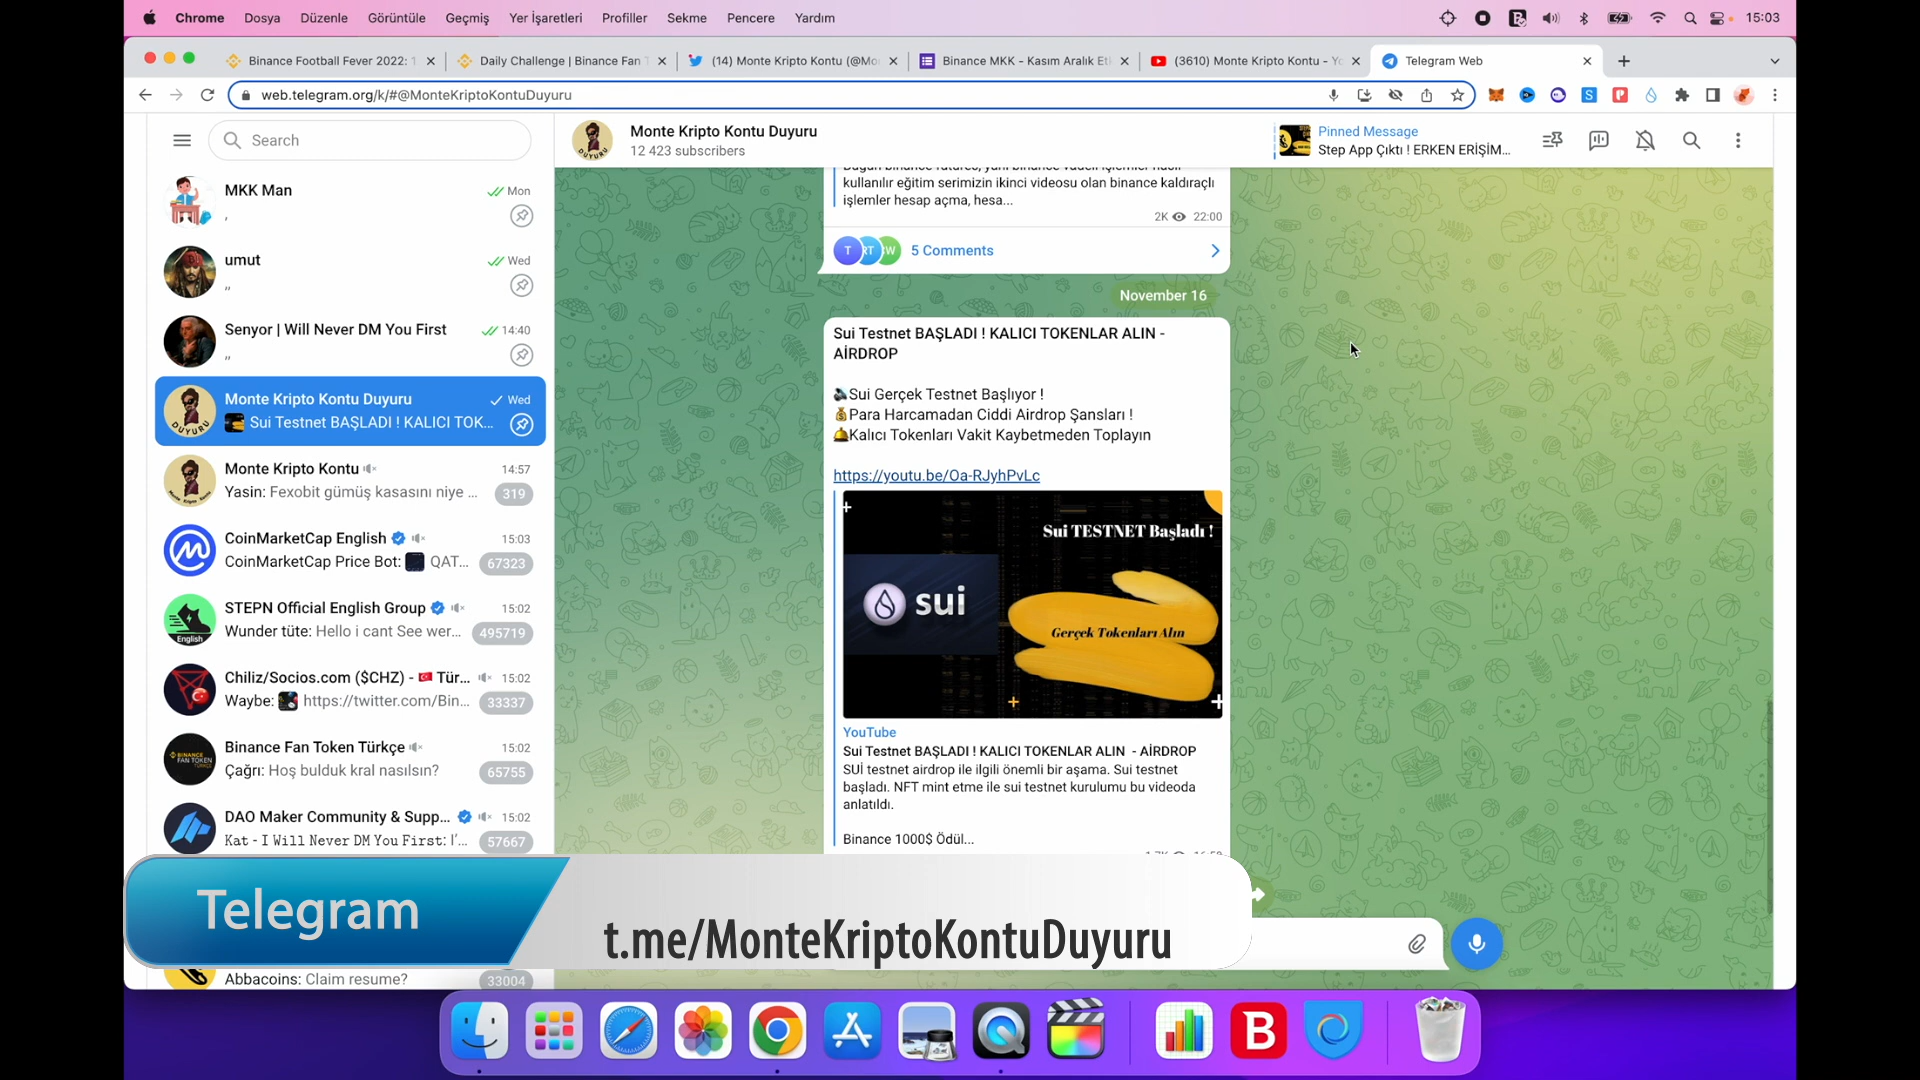 Chrome Dosya Düzenle Görüntüle Geçmiş Yer İşaretleri Profiller Sekme Pencere Yardım 15:03
Binance Football Fever 2022:
Daily Challenge | Binance Fan
(14) Monte Kripto Kontu (@Mo
Binance MKK - Kasım Aralık Etk
(3610) Monte Kripto Kontu - Yo
Telegram Web
web.telegram.org/k/#@MonteKriptoKontuDuyuru
Search
MKK Man Mon
,
umut Wed
,,
Senyor | Will Never DM You First 14:40
,,
Monte Kripto Kontu Duyuru Wed
Sui Testnet BAŞLADI ! KALICI TOK...
Monte Kripto Kontu 14:57
Yasin: Fexobit gümüş kasasını niye ... 319
CoinMarketCap English 15:03
CoinMarketCap Price Bot: QAT... 67323
STEPN Official English Group 15:02
Wunder tüte: Hello i cant See wer... 495719
English
Chiliz/Socios.com ($CHZ) - Tür... 15:02
Waybe: https://twitter.com/Bin... 33337
Binance Fan Token Türkçe 15:02
Çağrı: Hoş bulduk kral nasılsın? 65755
DAO Maker Community & Supp... 15:02
Kat - I Will Never DM You First: I'... 57667
Abbacoins: Claim resume? 33004
Monte Kripto Kontu Duyuru
12 423 subscribers
Pinned Message
Step App Çıktı ! ERKEN ERİŞİM...
Bugün binance futures, yani binance vadeli işlemler nasıl
kullanılır eğitim serimizin ikinci videosu olan binance kaldıraçlı
işlemler hesap açma, hesa...
2K 22:00
T RT W 5 Comments
November 16
Sui Testnet BAŞLADI ! KALICI TOKENLAR ALIN -
AİRDROP
Sui Gerçek Testnet Başlıyor !
Para Harcamadan Ciddi Airdrop Şansları !
Kalıcı Tokenları Vakit Kaybetmeden Toplayın
https://youtu.be/Oa-RJyhPvLc
Sui TESTNET Başladı !
sui
Gerçek Tokenları Alın
YouTube
Sui Testnet BAŞLADI ! KALICI TOKENLAR ALIN - AİRDROP
SUİ testnet airdrop ile ilgili önemli bir aşama. Sui testnet
başladı. NFT mint etme ile sui testnet kurulumu bu videoda
anlatıldı.
Binance 1000$ Ödül...
Telegram
t.me/MonteKriptoKontuDuyuru